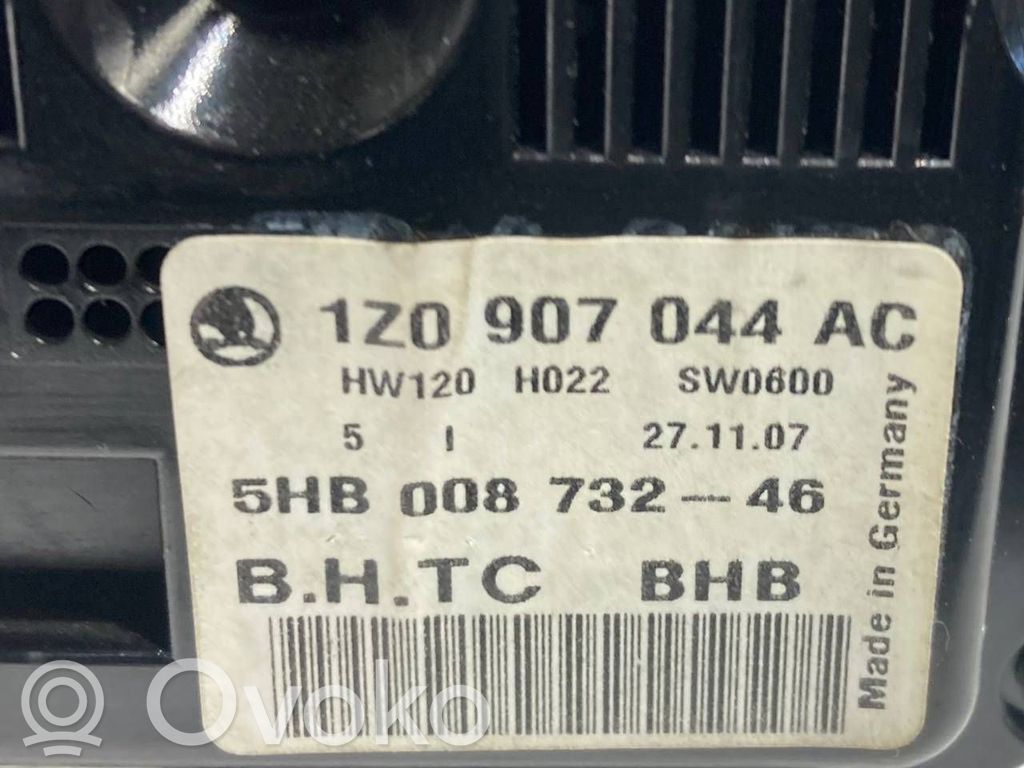 1Z0 907 044 AC
HW120 H022 SW0600
5 I 27.11.07
5HB 008 732-46
B.H.TC BHB
Made in Germany
Ovoko